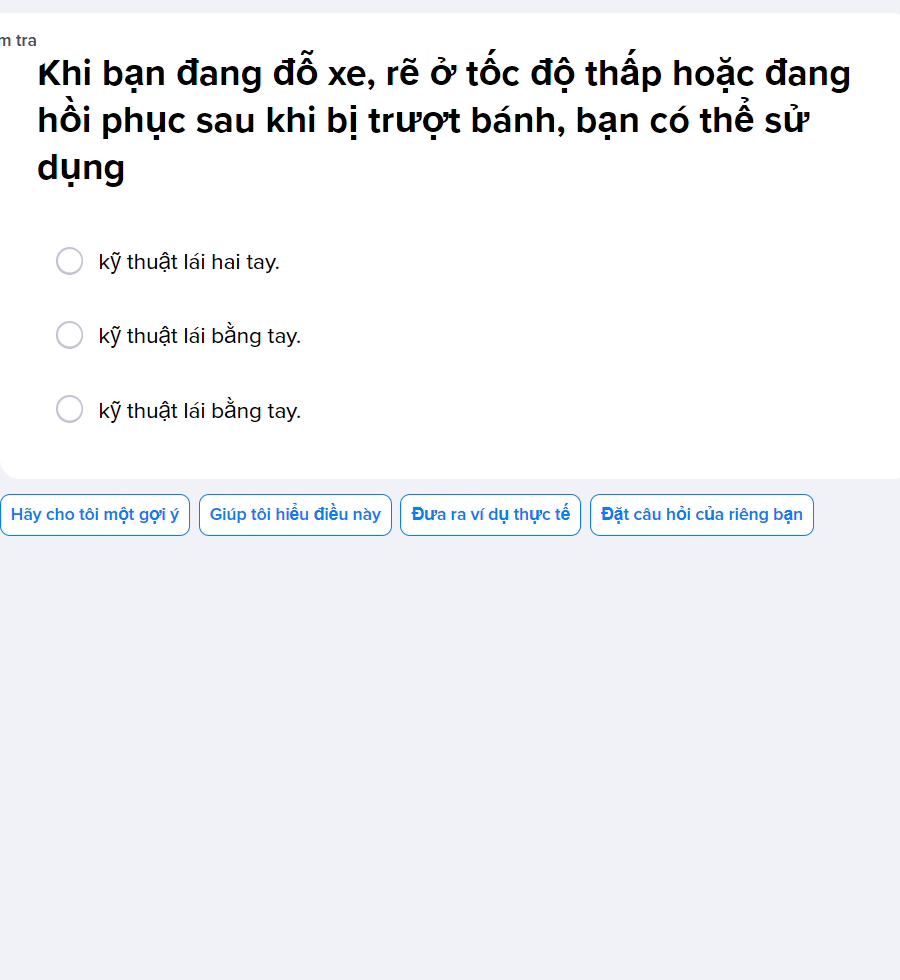 m tra
Khi bạn đang đỗ xe, rẽ ở tốc độ thấp hoặc đang
hồi phục sau khi bị trượt bánh, bạn có thể sử
dụng
kỹ thuật lái hai tay.
kỹ thuật lái bằng tay.
kỹ thuật lái bằng tay.
Hãy cho tôi một gợi ý
Giúp tôi hiểu điều này
Đưa ra ví dụ thực tế
Đặt câu hỏi của riêng bạn